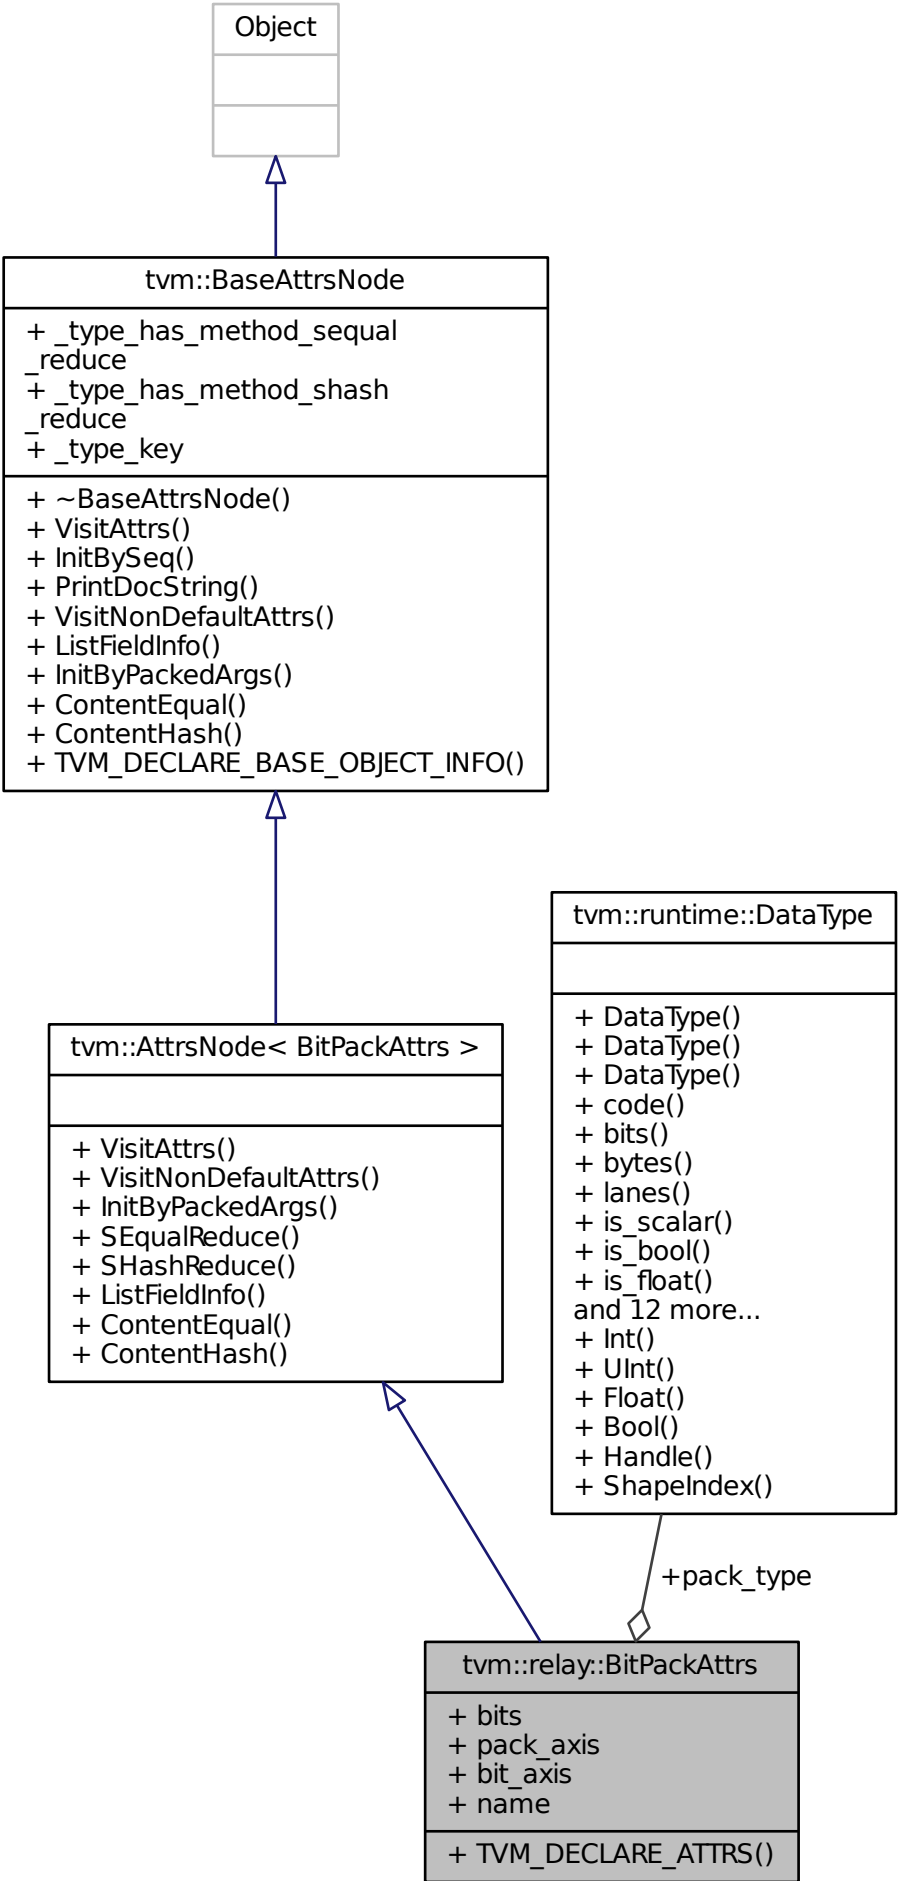 Object
tvm::BaseAttrsNode
+ _type_has_method_sequal
_reduce
+ _type_has_method_shash
_reduce
+ _type_key
+ ~BaseAttrsNode()
+ VisitAttrs()
+ InitBySeq()
+ PrintDocString()
+ VisitNonDefaultAttrs()
+ ListFieldInfo()
+ InitByPackedArgs()
+ ContentEqual()
+ ContentHash()
+ TVM_DECLARE_BASE_OBJECT_INFO()
tvm::AttrsNode< BitPackAttrs >
+ VisitAttrs()
+ VisitNonDefaultAttrs()
+ InitByPackedArgs()
+ SEqualReduce()
+ SHashReduce()
+ ListFieldInfo()
+ ContentEqual()
+ ContentHash()
tvm::runtime::DataType
+ DataType()
+ DataType()
+ DataType()
+ code()
+ bits()
+ bytes()
+ lanes()
+ is_scalar()
+ is_bool()
+ is_float()
and 12 more...
+ Int()
+ UInt()
+ Float()
+ Bool()
+ Handle()
+ ShapeIndex()
+pack_type
tvm::relay::BitPackAttrs
+ bits
+ pack_axis
+ bit_axis
+ name
+ TVM_DECLARE_ATTRS()